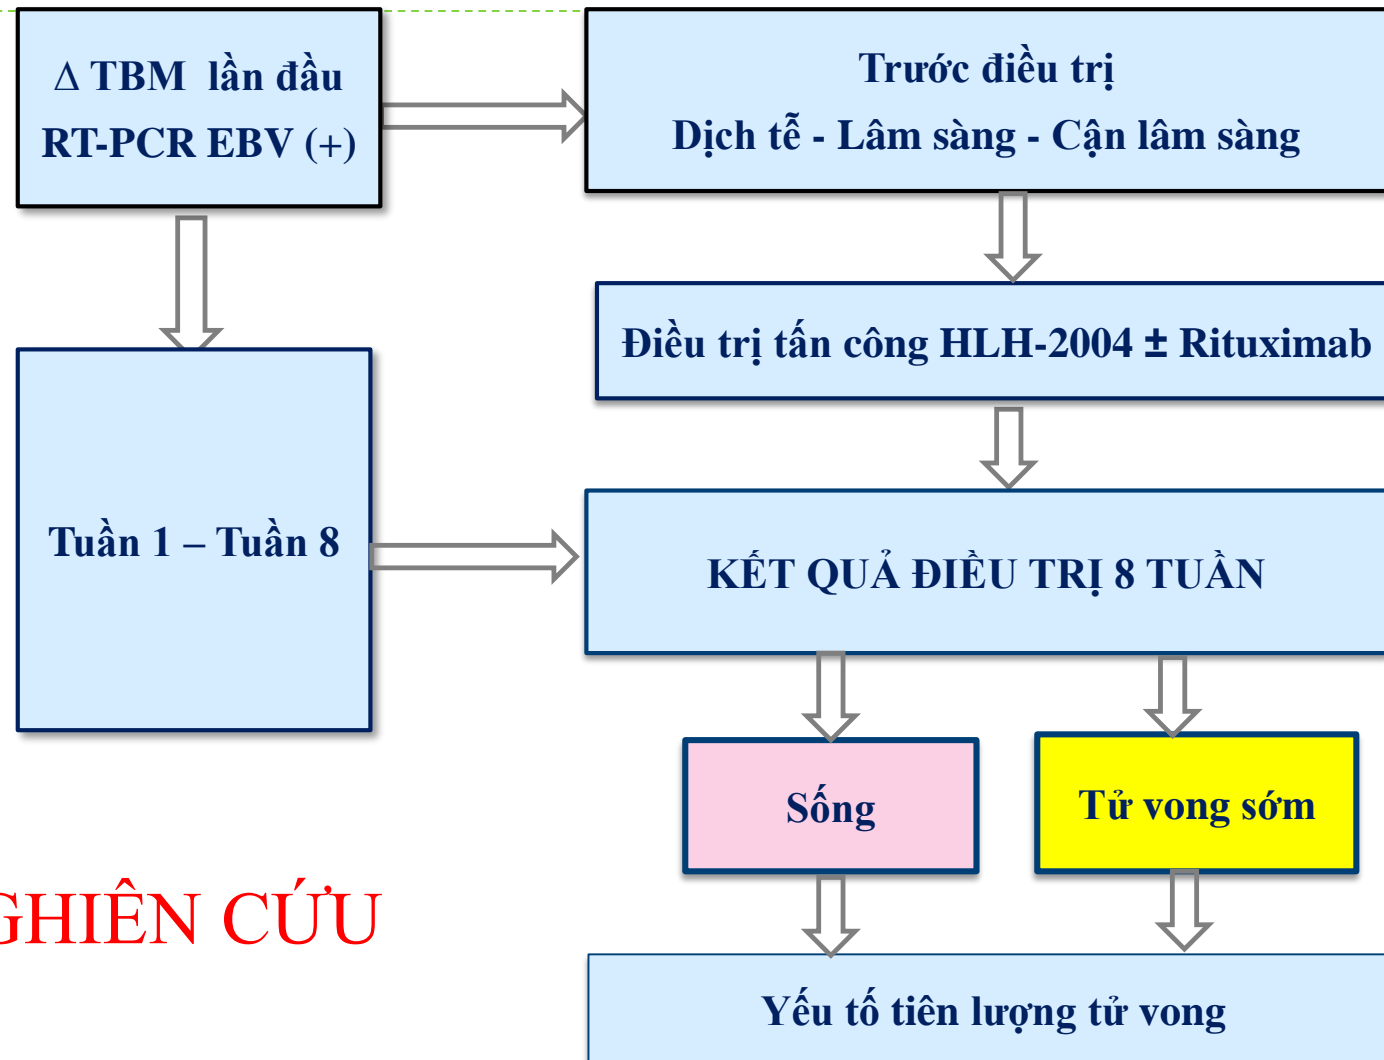 Δ TBM lần đầu
RT-PCR EBV (+)
Trước điều trị
Dịch tễ - Lâm sàng - Cận lâm sàng
Điều trị tấn công HLH-2004 ± Rituximab
Tuần 1 – Tuần 8
KẾT QUẢ ĐIỀU TRỊ 8 TUẦN
Sống
Tử vong sớm
GHIÊN CỨU
Yếu tố tiên lượng tử vong